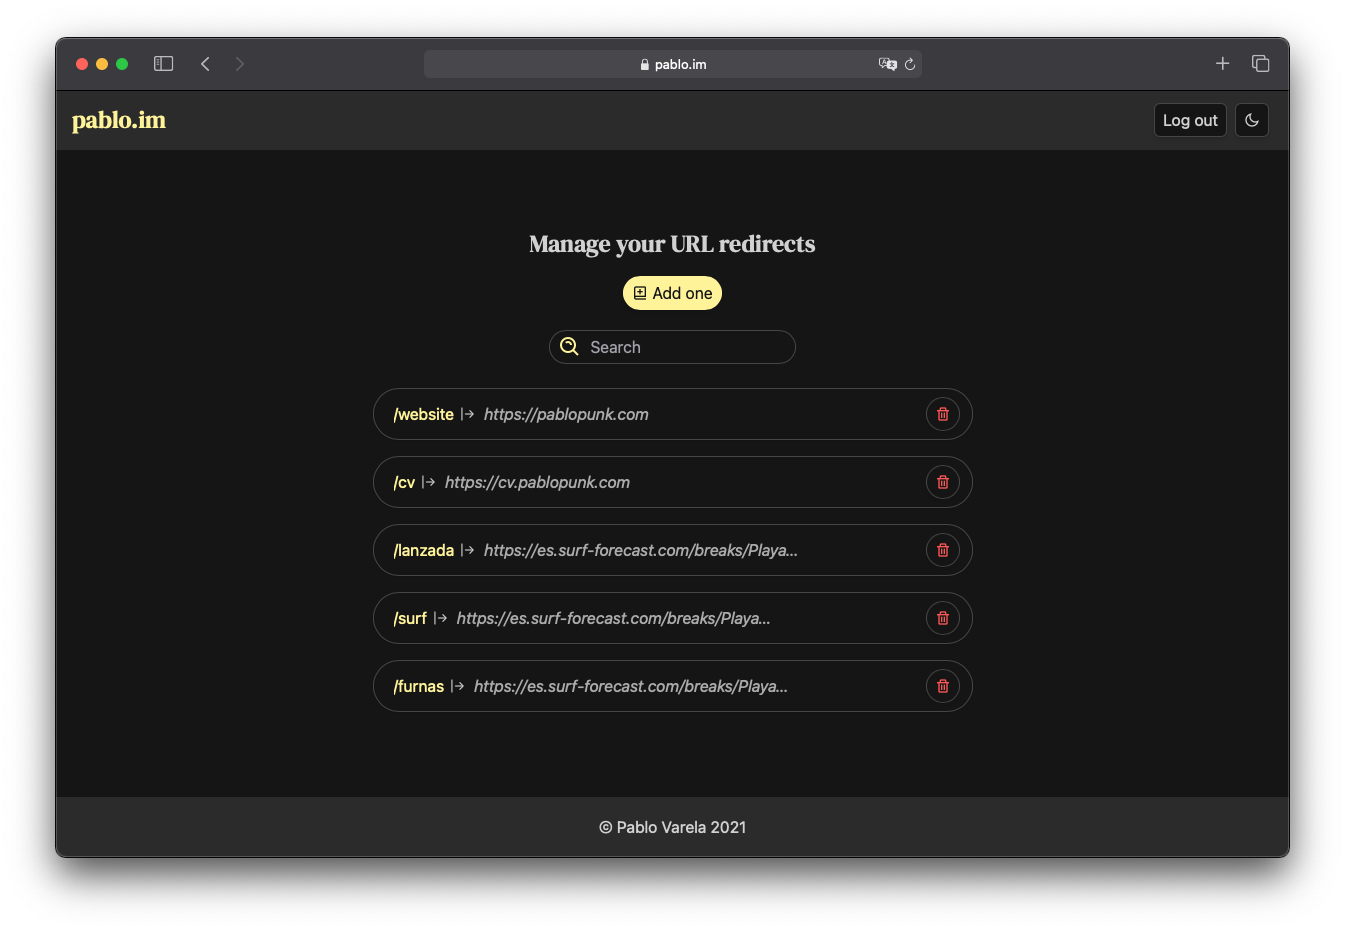 pablo.im
pablo.im
Log out
Manage your URL redirects
Add one
Search
/website |→ https://pablopunk.com
/cv |→ https://cv.pablopunk.com
/lanzada |→ https://es.surf-forecast.com/breaks/Playa...
/surf |→ https://es.surf-forecast.com/breaks/Playa...
/furnas |→ https://es.surf-forecast.com/breaks/Playa...
© Pablo Varela 2021